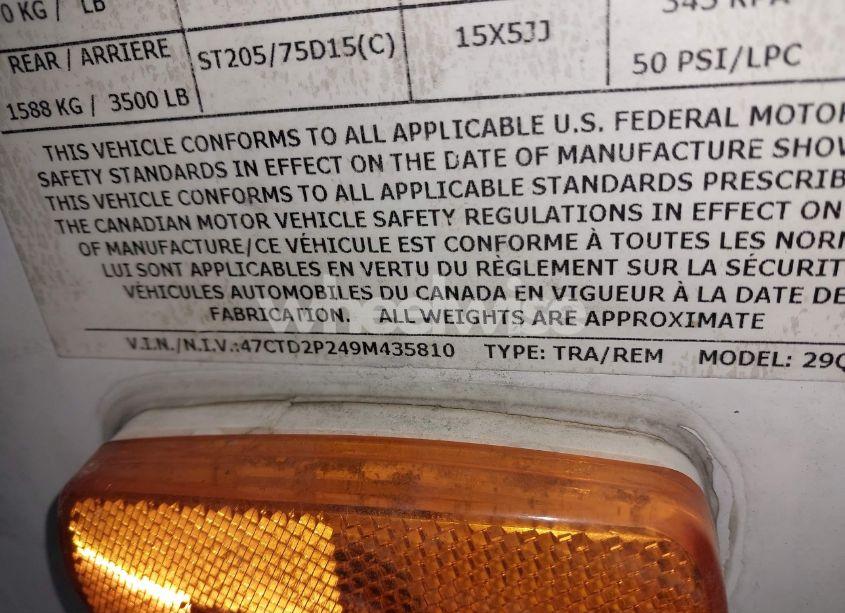 0 KG / LB
345 KPA
REAR / ARRIERE ST205/75D15(C) 15X5JJ
50 PSI/LPC
1588 KG / 3500 LB
THIS VEHICLE CONFORMS TO ALL APPLICABLE U.S. FEDERAL MOTOR
SAFETY STANDARDS IN EFFECT ON THE DATE OF MANUFACTURE SHOW
THIS VEHICLE CONFORMS TO ALL APPLICABLE STANDARDS PRESCRIB
THE CANADIAN MOTOR VEHICLE SAFETY REGULATIONS IN EFFECT ON
OF MANUFACTURE/CE VÉHICULE EST CONFORME À TOUTES LES NORM
LUI SONT APPLICABLES EN VERTU DU RÈGLEMENT SUR LA SÉCURIT
VÉHICULES AUTOMOBILES DU CANADA EN VIGUEUR À LA DATE DE
FABRICATION. ALL WEIGHTS ARE APPROXIMATE
V.I.N./N.I.V.:47CTD2P249M435810 TYPE: TRA/REM MODEL: 29Q